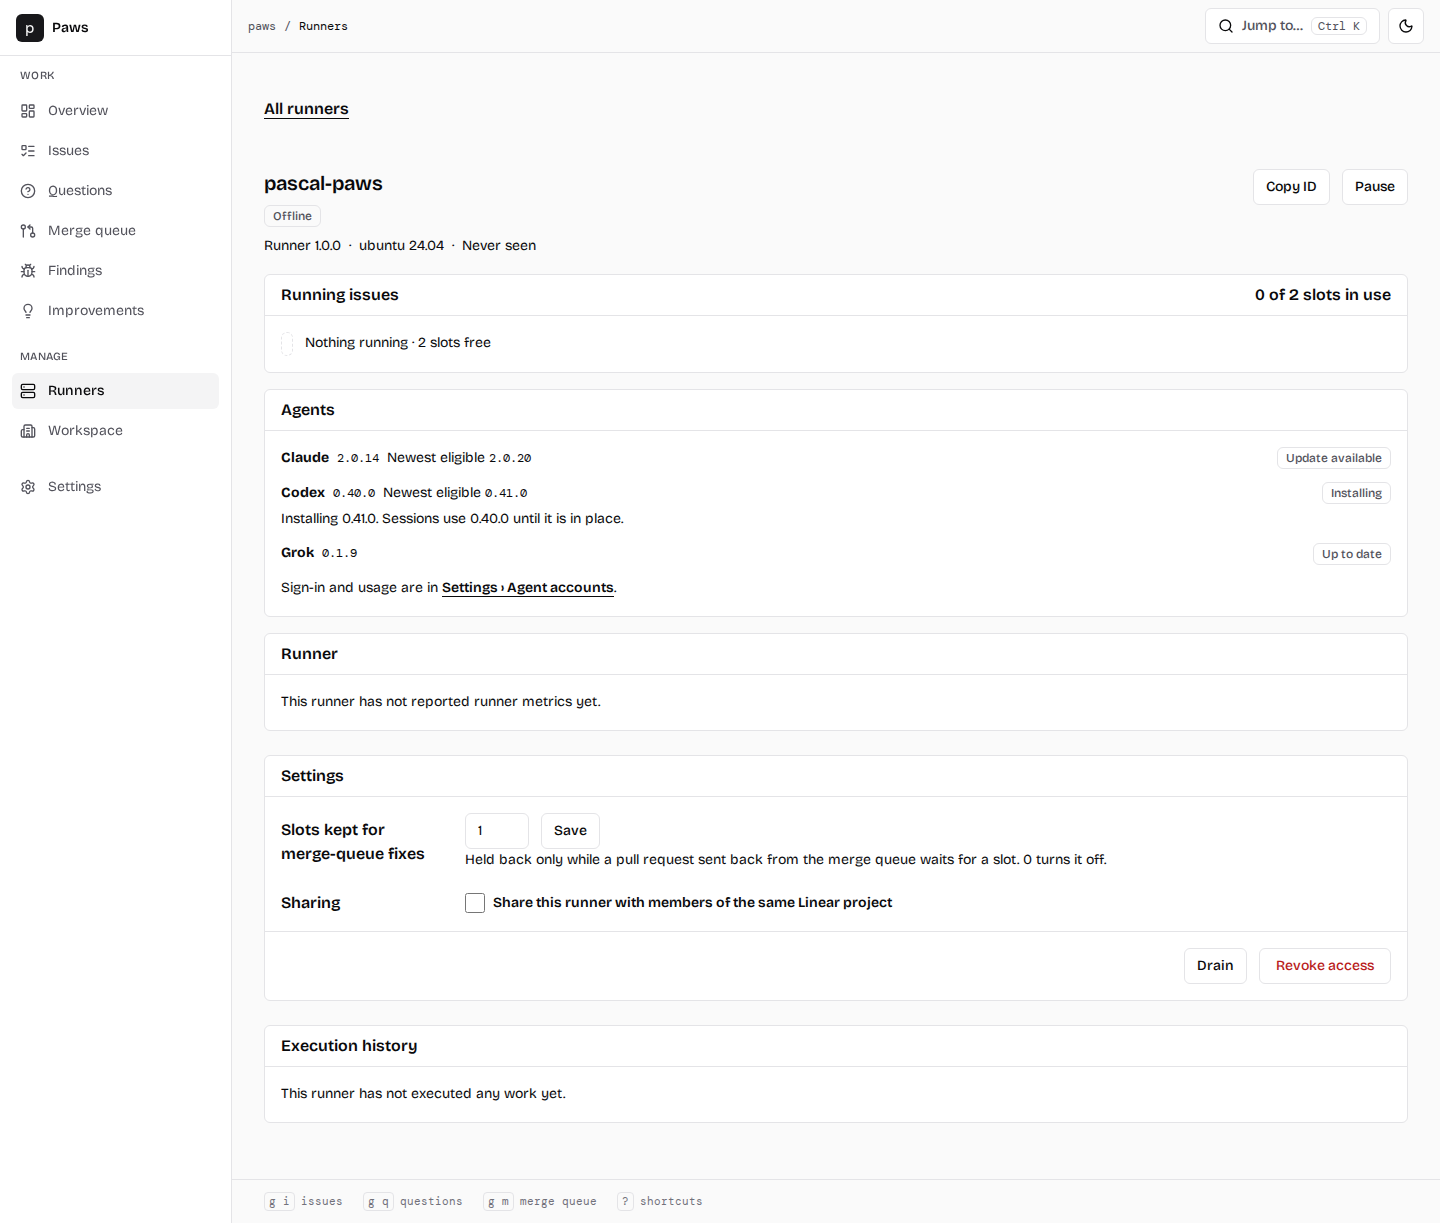 p Paws
paws / Runners
Jump to... Ctrl K
WORK
Overview
Issues
Questions
Merge queue
Findings
Improvements
MANAGE
Runners
Workspace
Settings
All runners
pascal-paws
Copy ID
Pause
Offline
Runner 1.0.0 · ubuntu 24.04 · Never seen
Running issues
0 of 2 slots in use
Nothing running · 2 slots free
Agents
Claude 2.0.14 Newest eligible 2.0.20
Update available
Codex 0.40.0 Newest eligible 0.41.0
Installing
Installing 0.41.0. Sessions use 0.40.0 until it is in place.
Grok 0.1.9
Up to date
Sign-in and usage are in Settings › Agent accounts.
Runner
This runner has not reported runner metrics yet.
Settings
Slots kept for
merge-queue fixes
1
Save
Held back only while a pull request sent back from the merge queue waits for a slot. 0 turns it off.
Sharing
Share this runner with members of the same Linear project
Drain
Revoke access
Execution history
This runner has not executed any work yet.
g i issues g q questions g m merge queue ? shortcuts